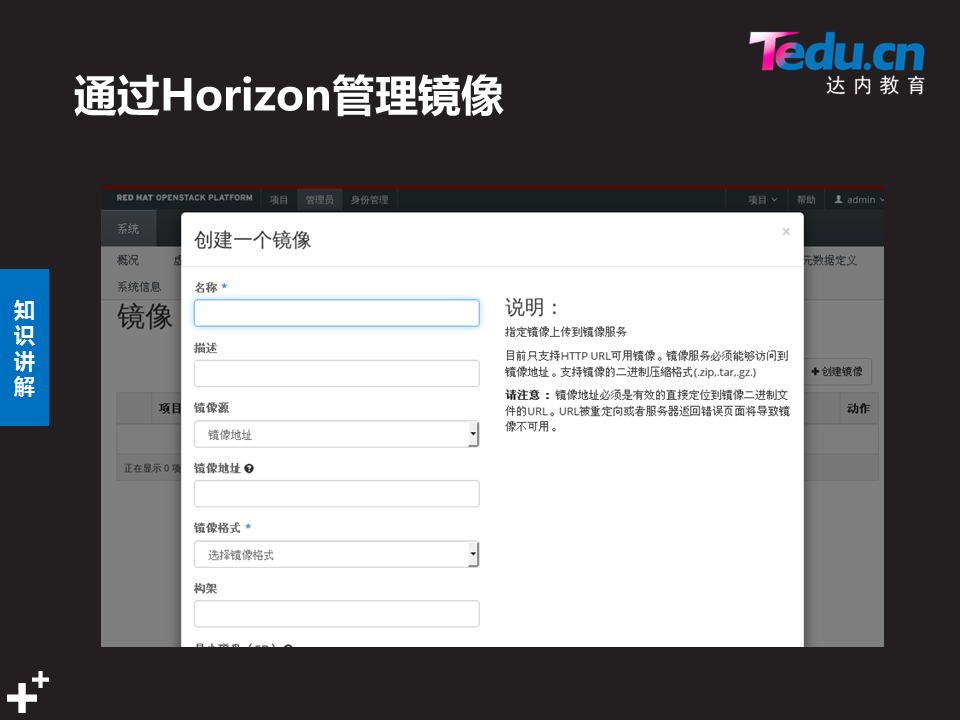 Tedu.cn
达内教育
通过Horizon管理镜像
知识讲解
RED HAT OPENSTACK PLATFORM 项目 管理员 身份管理 项目 帮助 admin
系统
概况 元数据定义
系统信息
镜像
创建镜像
项目 动作
正在显示 0 项
创建一个镜像 ×
名称 *
描述
镜像源
镜像地址
镜像地址
镜像格式 *
选择镜像格式
构架
说明：
指定镜像上传到镜像服务
目前只支持HTTP URL可用镜像。镜像服务必须能够访问到
镜像地址。支持镜像的二进制压缩格式(.zip,.tar,.gz.)
请注意 ： 镜像地址必须是有效的直接定位到镜像二进制文
件的URL。URL被重定向或者服务器返回错误页面将导致镜
像不可用。